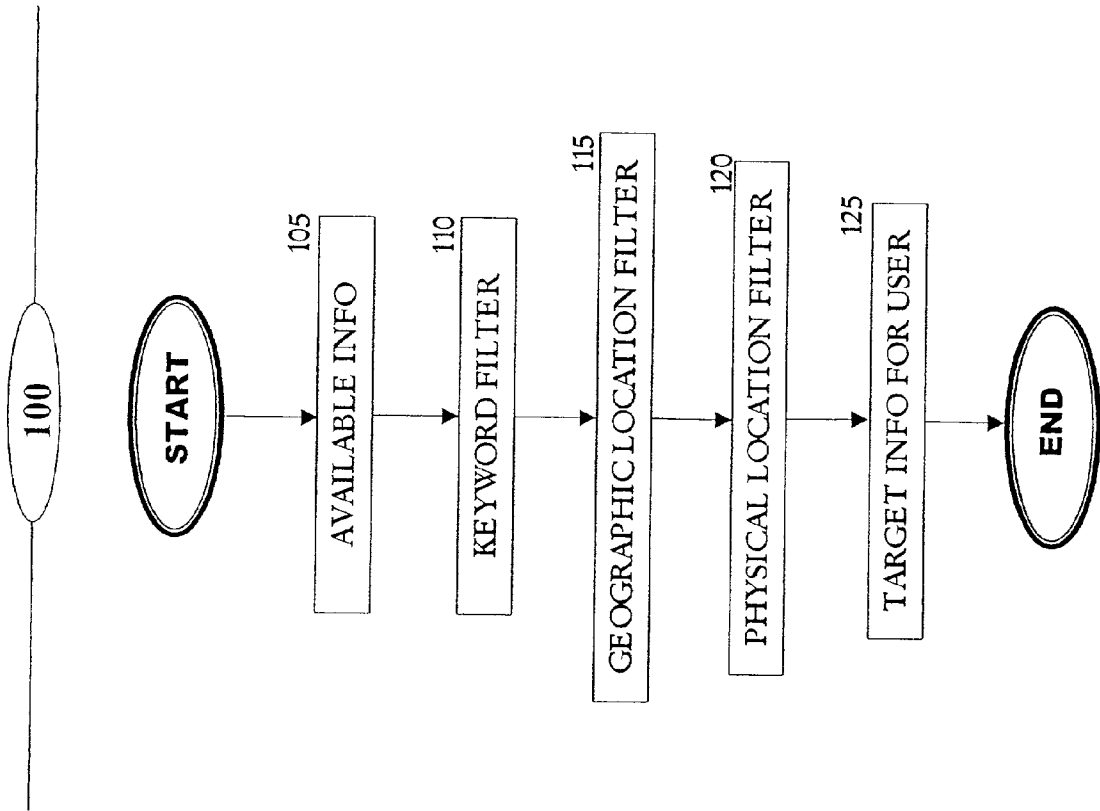 100
START
105
AVAILABLE INFO
110
KEYWORD FILTER
115
GEOGRAPHIC LOCATION FILTER
120
PHYSICAL LOCATION FILTER
125
TARGET INFO FOR USER
END